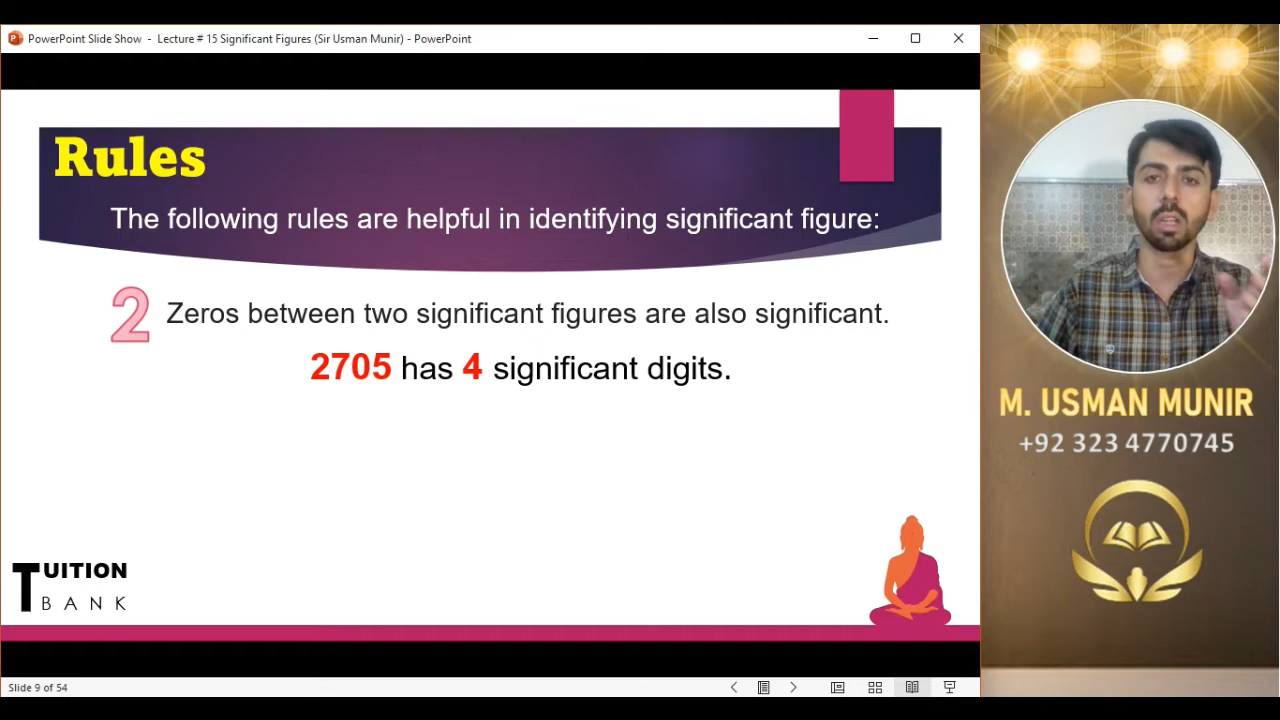 PowerPoint Slide Show - Lecture # 15 Significant Figures (Sir Usman Munir) - PowerPoint
Rules
The following rules are helpful in identifying significant figure:
2 Zeros between two significant figures are also significant.
2705 has 4 significant digits.
M. USMAN MUNIR
+92 323 4770745
TUITION
BANK
Slide 9 of 54